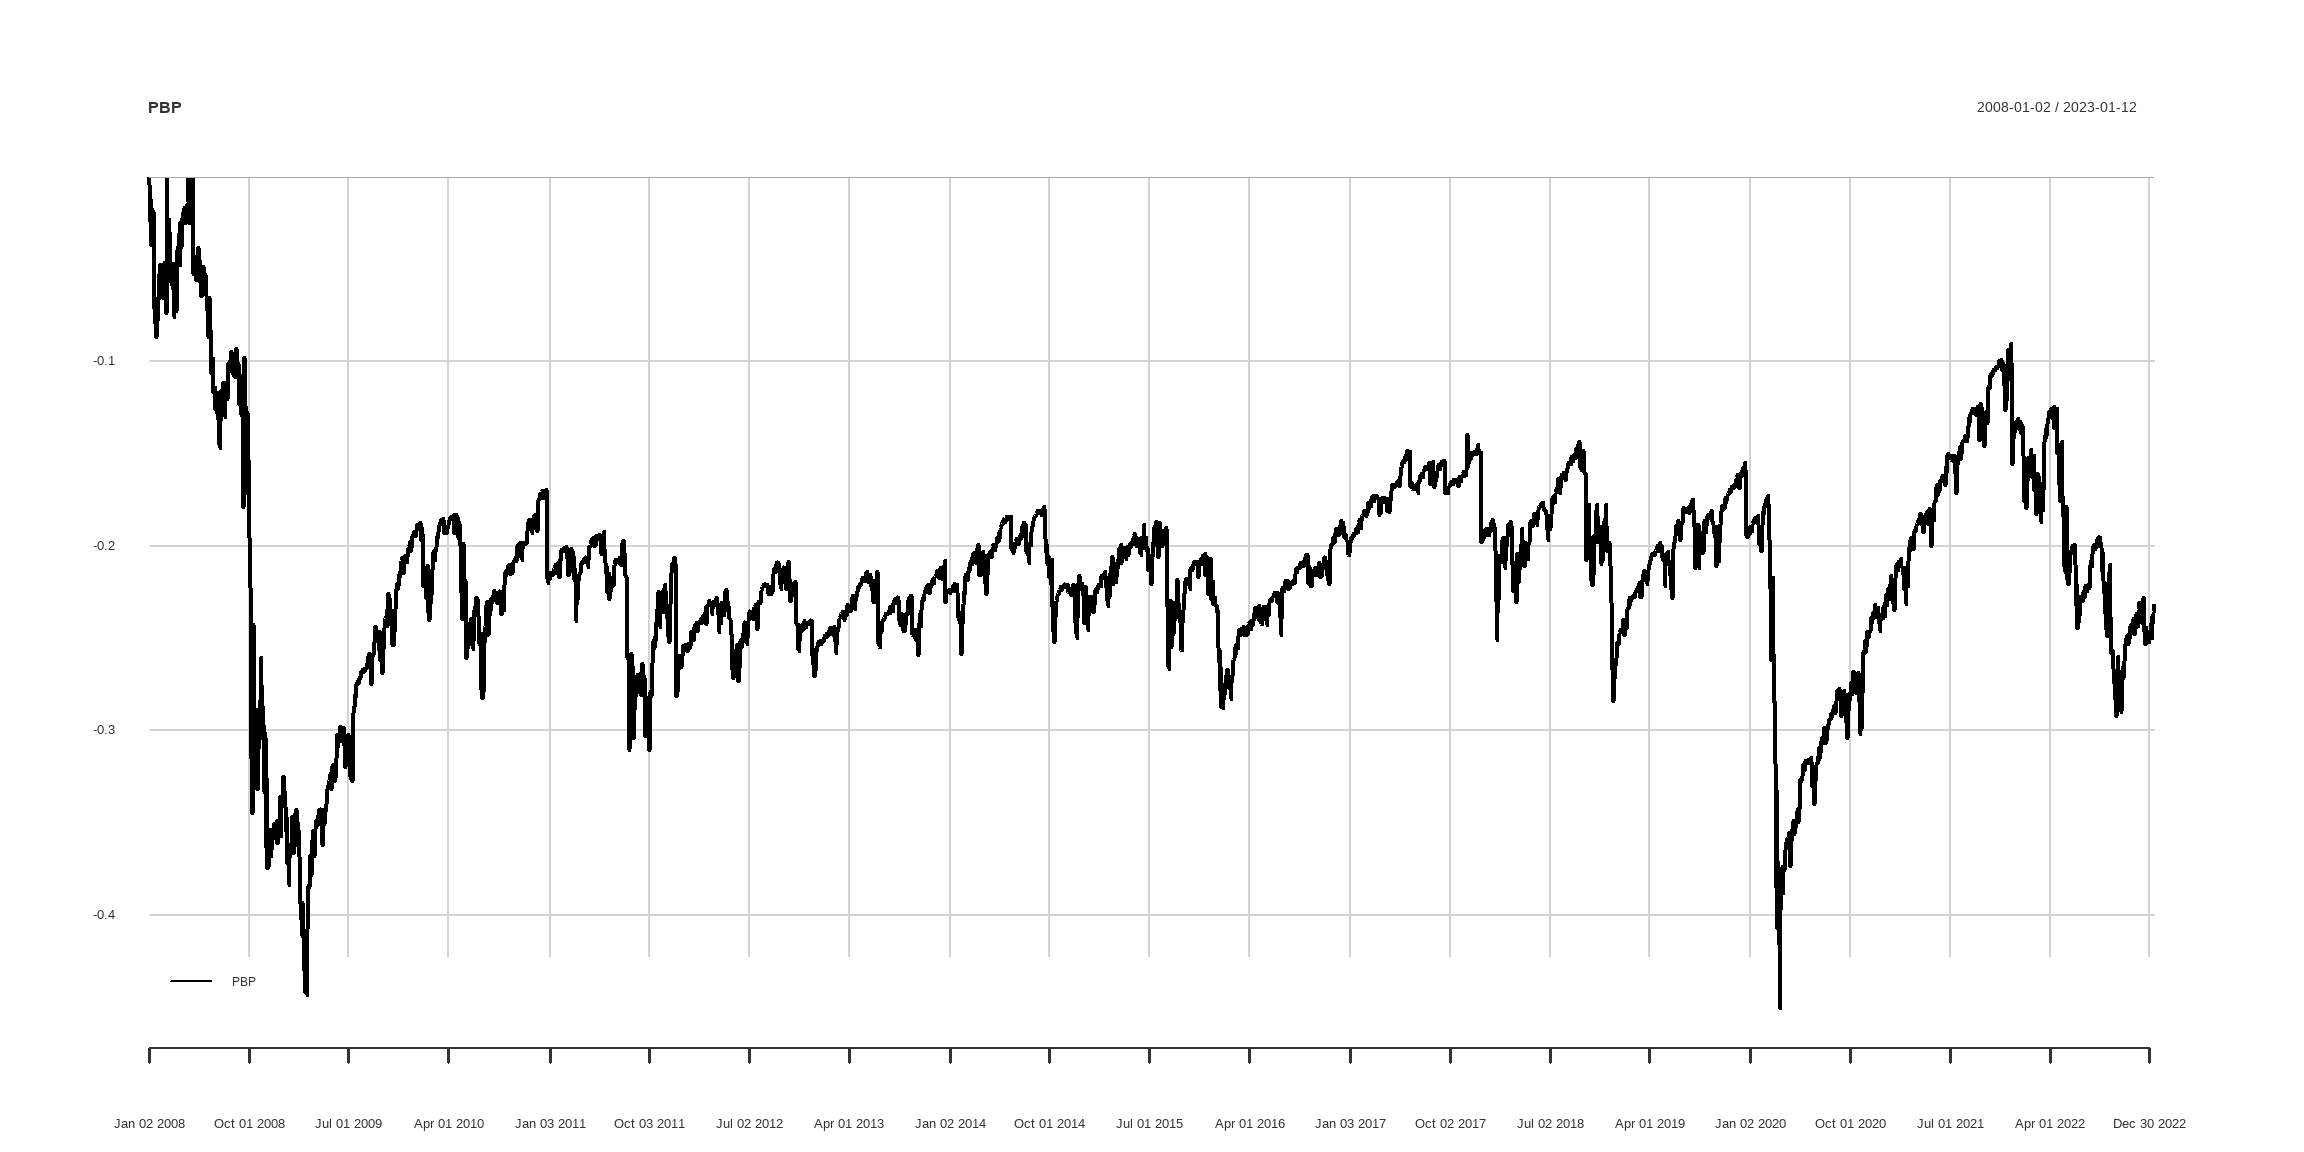 PBP
2008-01-02 / 2023-01-12
-0.1
-0.2
-0.3
-0.4
PBP
Jan 02 2008 Oct 01 2008 Jul 01 2009 Apr 01 2010 Jan 03 2011 Oct 03 2011 Jul 02 2012 Apr 01 2013 Jan 02 2014 Oct 01 2014 Jul 01 2015 Apr 01 2016 Jan 03 2017 Oct 02 2017 Jul 02 2018 Apr 01 2019 Jan 02 2020 Oct 01 2020 Jul 01 2021 Apr 01 2022 Dec 30 2022